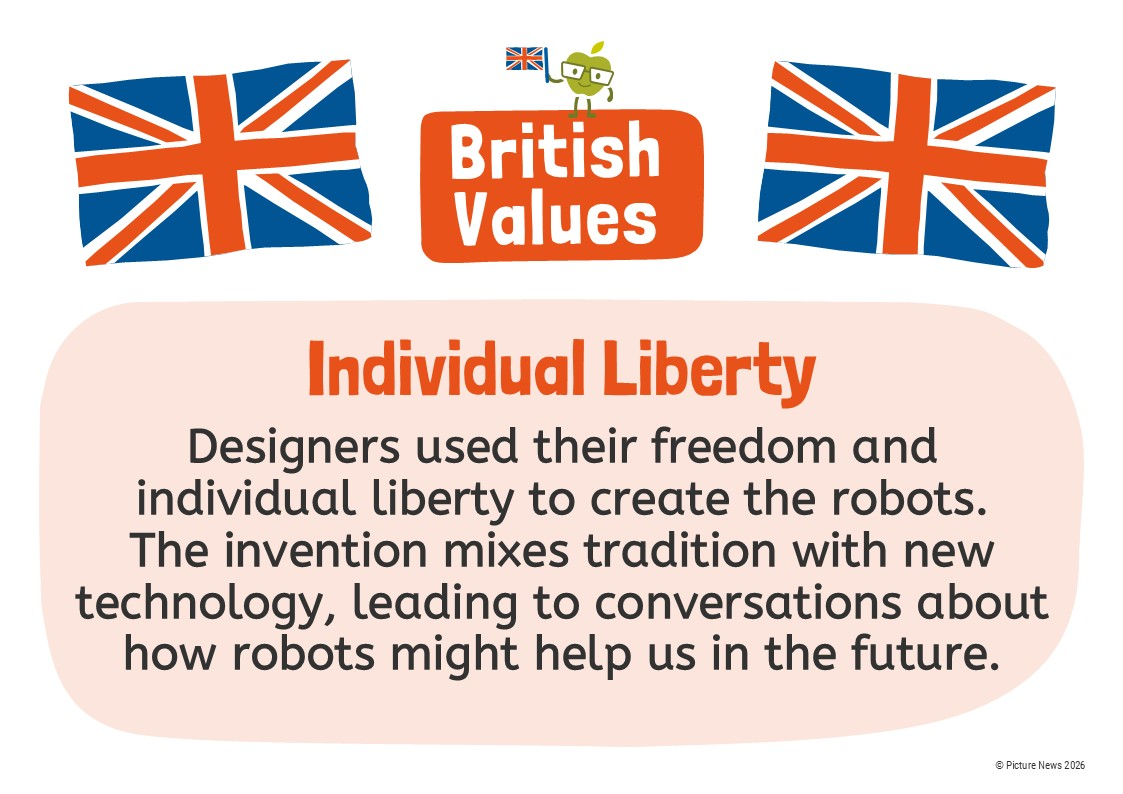 British
Values
Individual Liberty
Designers used their freedom and
individual liberty to create the robots.
The invention mixes tradition with new
technology, leading to conversations about
how robots might help us in the future.
© Picture News 2026